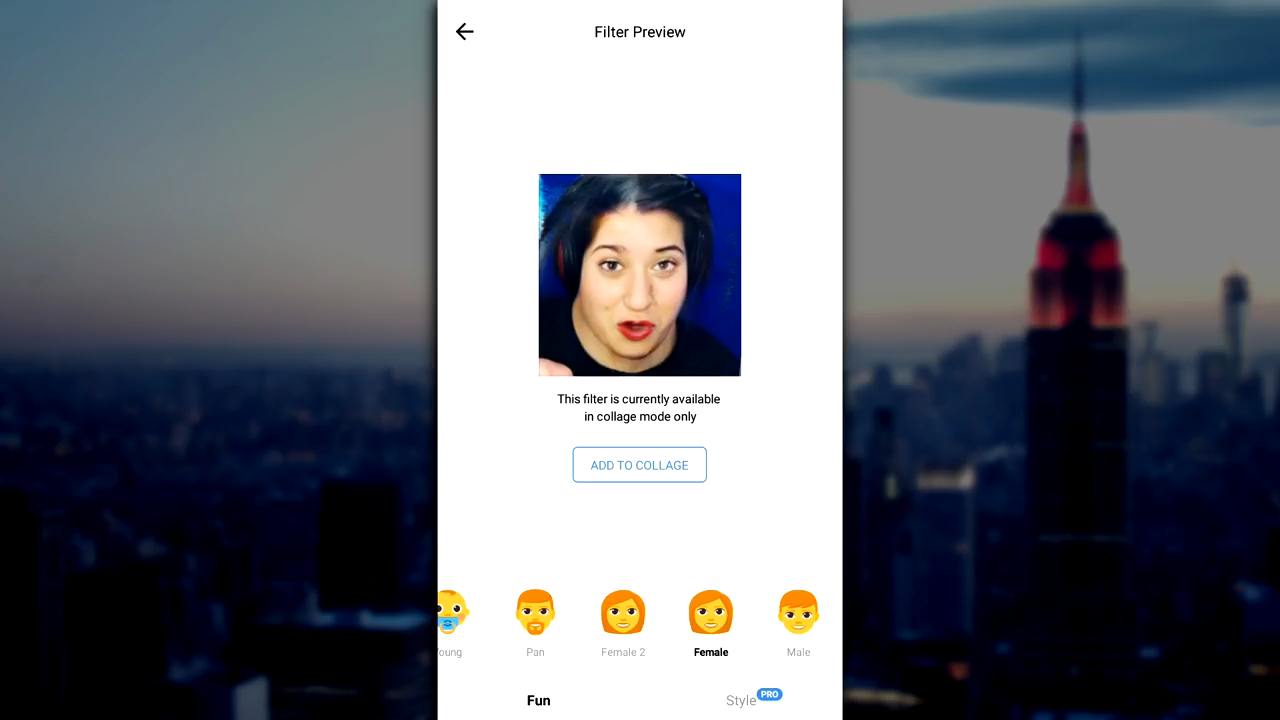 Filter Preview
This filter is currently available
in collage mode only
ADD TO COLLAGE
Pan
Female 2
Female
Male
Fun
Style PRO